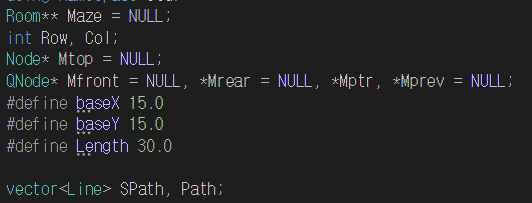 Room** Maze = NULL;
int Row, Col;
Node* Mtop = NULL;
QNode* Mfront = NULL, *Mrear = NULL, *Mptr, *Mprev = NULL;
#define baseX 15.0
#define baseY 15.0
#define Length 30.0
vector<Line> SPath, Path;